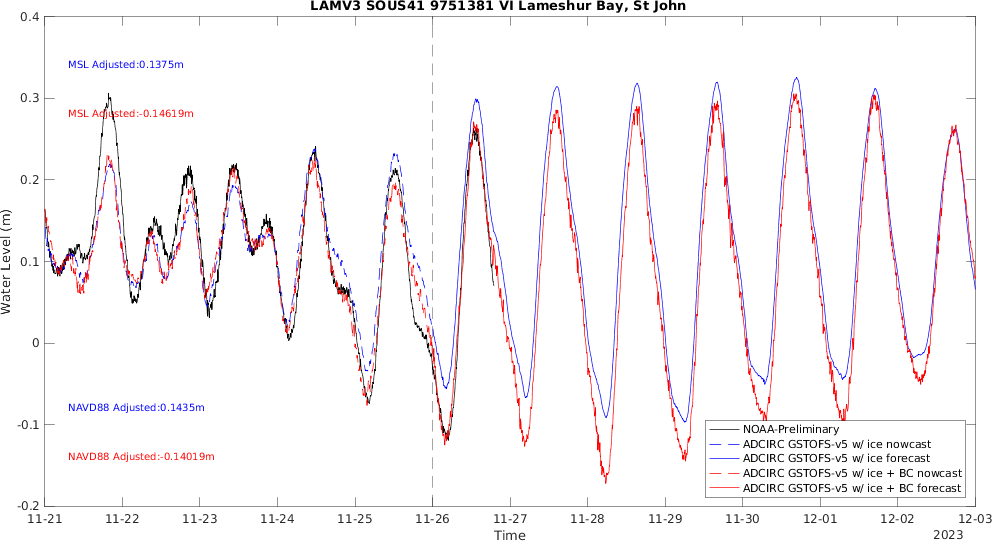 LAMV3 SOUS41 9751381 VI Lameshur Bay, St John
0.4
MSL Adjusted:0.1375m
0.3
MSL Adjusted:-0.14619m
0.2
0.1
Water Level (m)
0
NAVD88 Adjusted:0.1435m
-0.1
NAVD88 Adjusted:-0.14019m
-0.2
NOAA-Preliminary
ADCIRC GSTOFS-v5 w/ ice nowcast
ADCIRC GSTOFS-v5 w/ ice forecast
ADCIRC GSTOFS-v5 w/ ice + BC nowcast
ADCIRC GSTOFS-v5 w/ ice + BC forecast
11-21 11-22 11-23 11-24 11-25 11-26 11-27 11-28 11-29 11-30 12-01 12-02 12-03
Time
2023